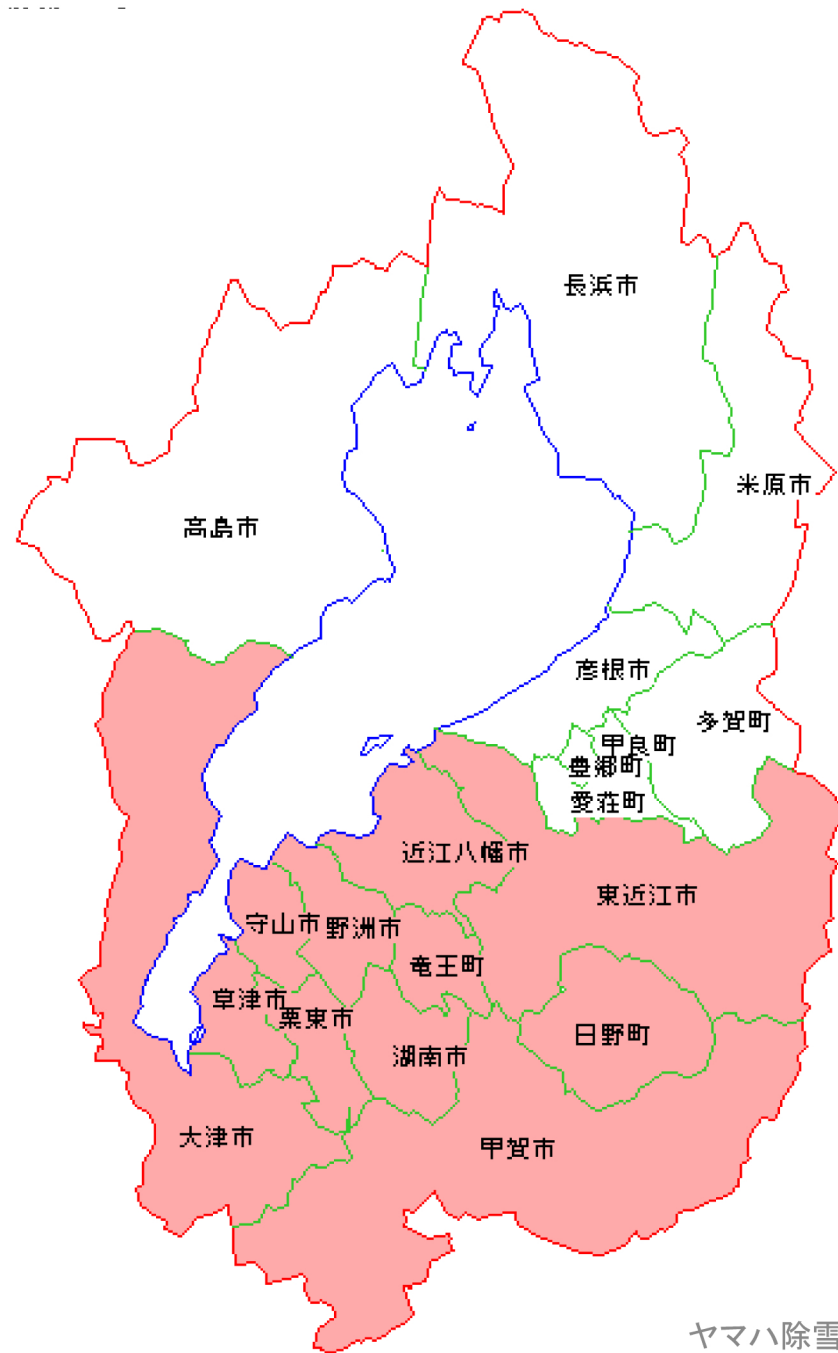 長浜市
米原市
高島市
彦根市
多賀町
甲良町
豊郷町
愛荘町
近江八幡市
東近江市
守山市
野洲市
竜王町
草津市
栗東市
日野町
湖南市
大津市
甲賀市
ヤマハ除雪